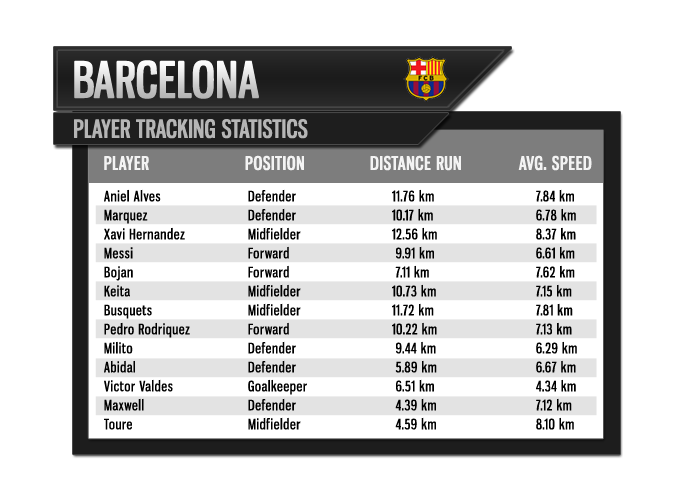 BARCELONA
FCB
PLAYER TRACKING STATISTICS
PLAYER POSITION DISTANCE RUN AVG. SPEED
Aniel Alves Defender 11.76 km 7.84 km
Marquez Defender 10.17 km 6.78 km
Xavi Hernandez Midfielder 12.56 km 8.37 km
Messi Forward 9.91 km 6.61 km
Bojan Forward 7.11 km 7.62 km
Keita Midfielder 10.73 km 7.15 km
Busquets Midfielder 11.72 km 7.81 km
Pedro Rodriquez Forward 10.22 km 7.13 km
Milito Defender 9.44 km 6.29 km
Abidal Defender 5.89 km 6.67 km
Victor Valdes Goalkeeper 6.51 km 4.34 km
Maxwell Defender 4.39 km 7.12 km
Toure Midfielder 4.59 km 8.10 km